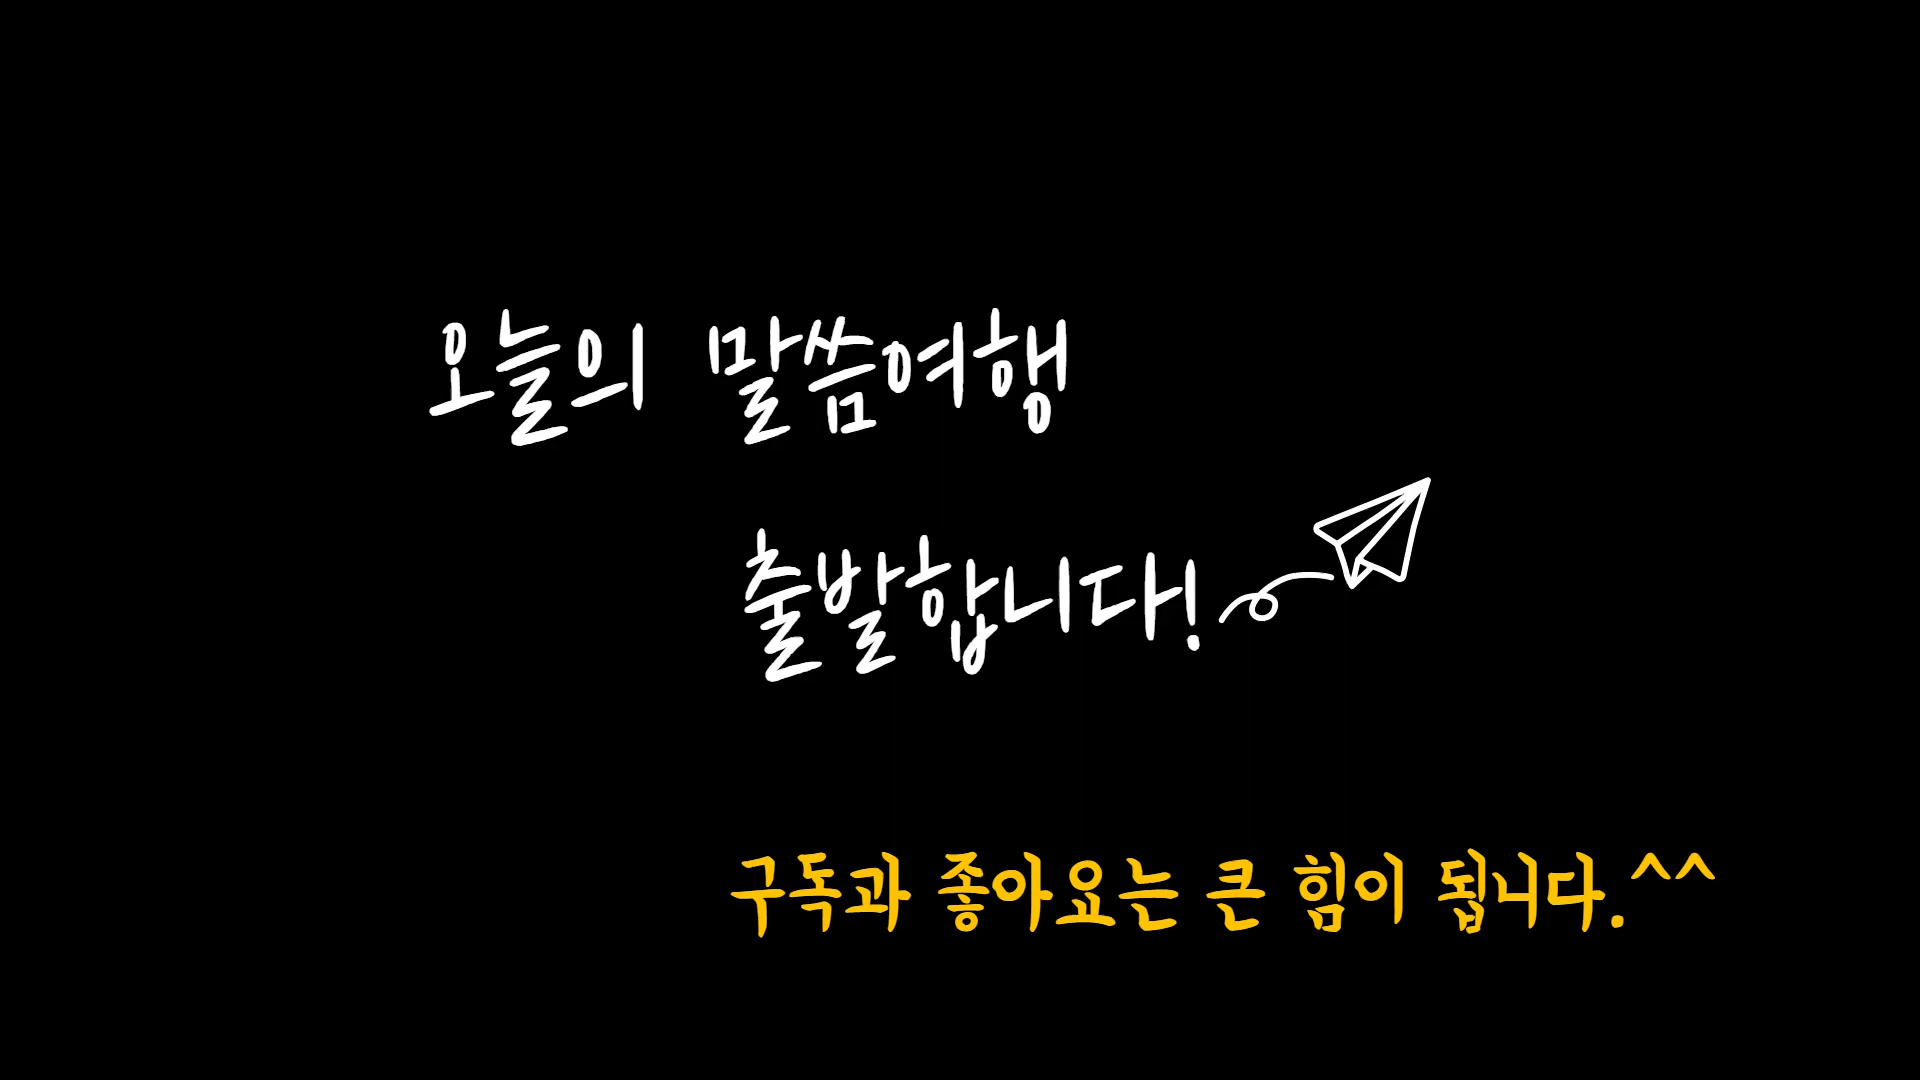 오늘의 말씀여행
출발합니다!
구독과 좋아요는 큰 힘이 됩니다.^^